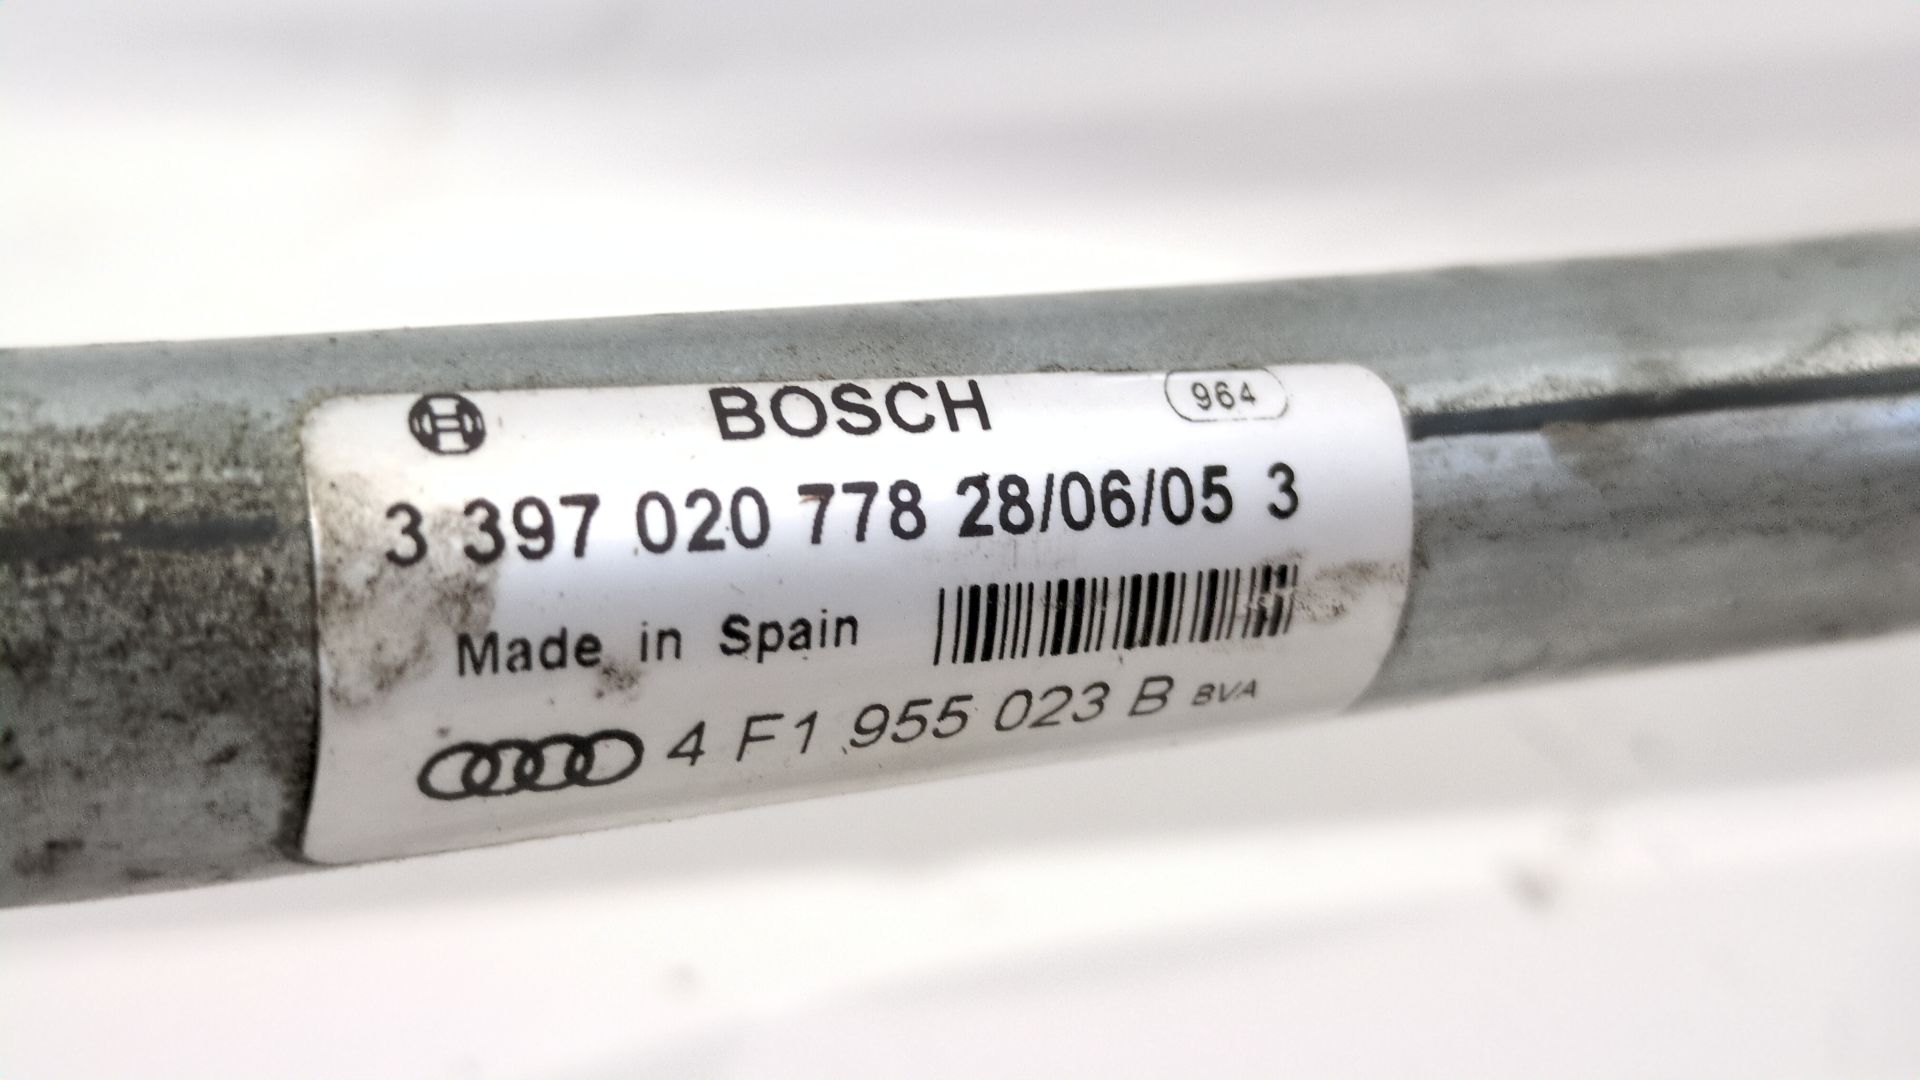 BOSCH 964
3 397 020 778 28/06/05 3
Made in Spain
4 F1 955 023 B BVA